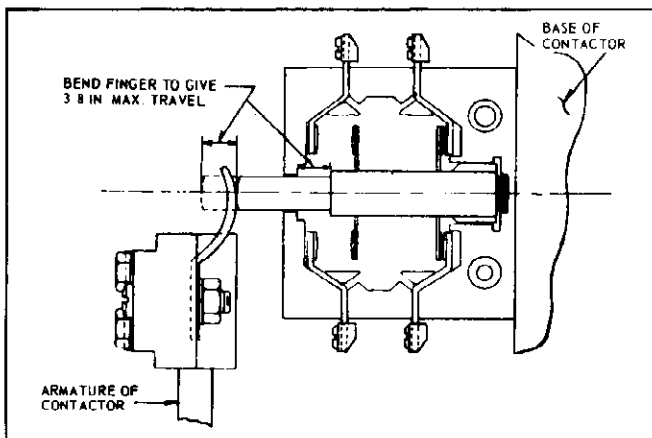 BASE OF
CONTACTOR
BEND FINGER TO GIVE
3 8 IN MAX. TRAVEL
ARMATURE OF
CONTACTOR